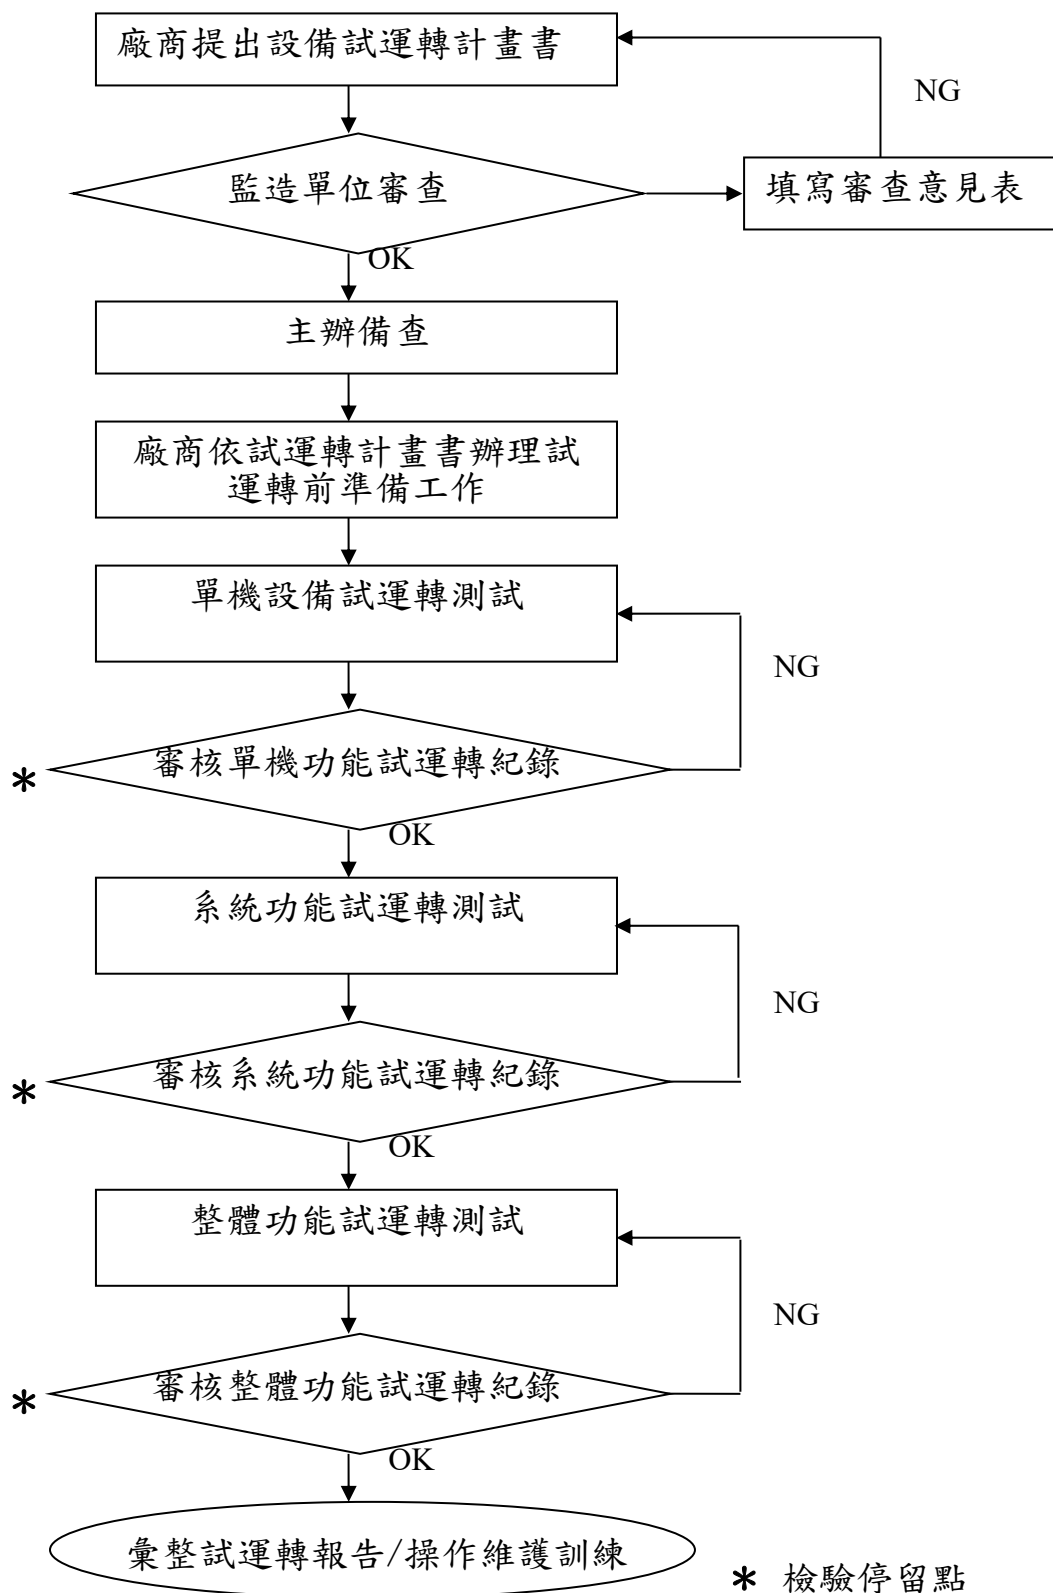 廠商提出設備試運轉計畫書
NG
監造單位審查
填寫審查意見表
OK
主辦備查
廠商依試運轉計畫書辦理試
運轉前準備工作
單機設備試運轉測試
NG
* 審核單機功能試運轉紀錄
OK
系統功能試運轉測試
NG
* 審核系統功能試運轉紀錄
OK
整體功能試運轉測試
NG
* 審核整體功能試運轉紀錄
OK
彙整試運轉報告/操作維護訓練
* 檢驗停留點